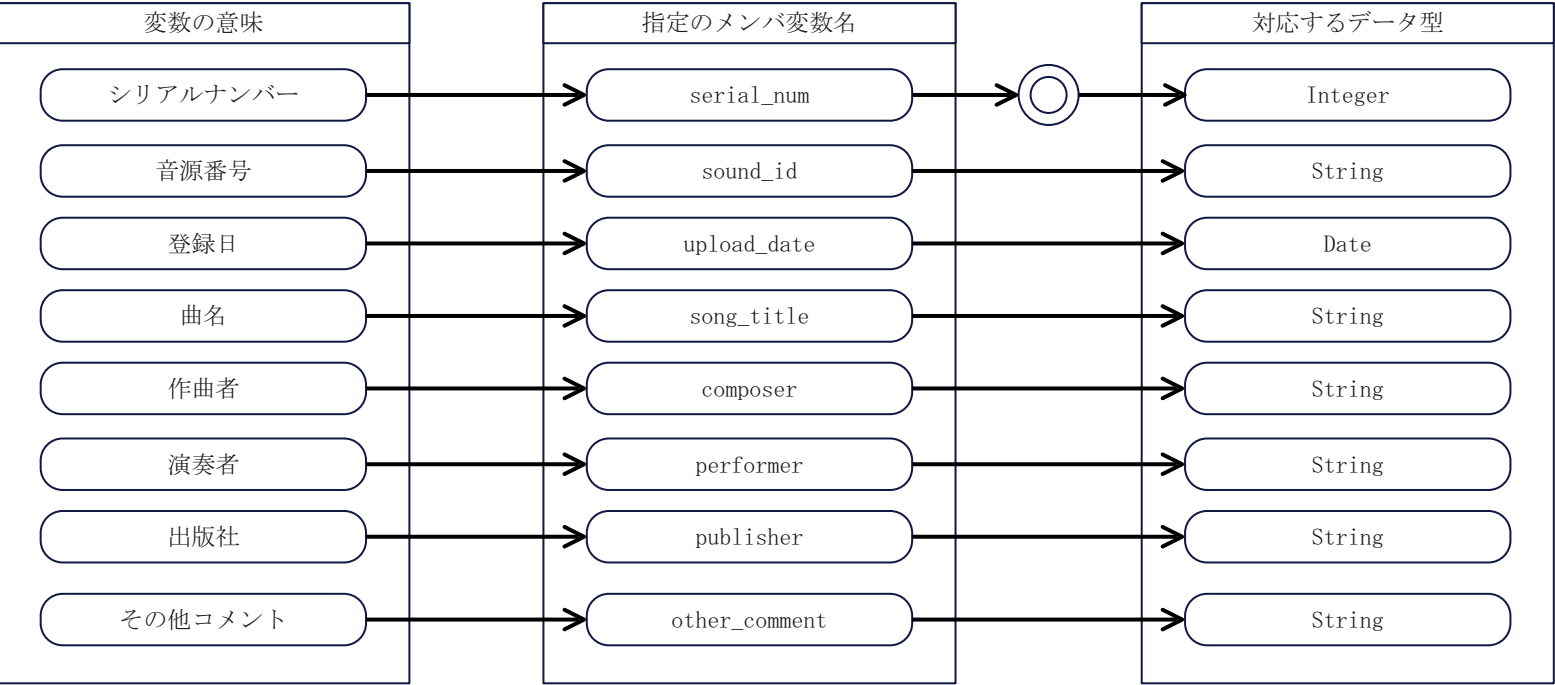 変数の意味
指定のメンバ変数名
対応するデータ型
シリアルナンバー
serial_num
Integer
音源番号
sound_id
String
登録日
upload_date
Date
曲名
song_title
String
作曲者
composer
String
演奏者
performer
String
出版社
publisher
String
その他コメント
other_comment
String